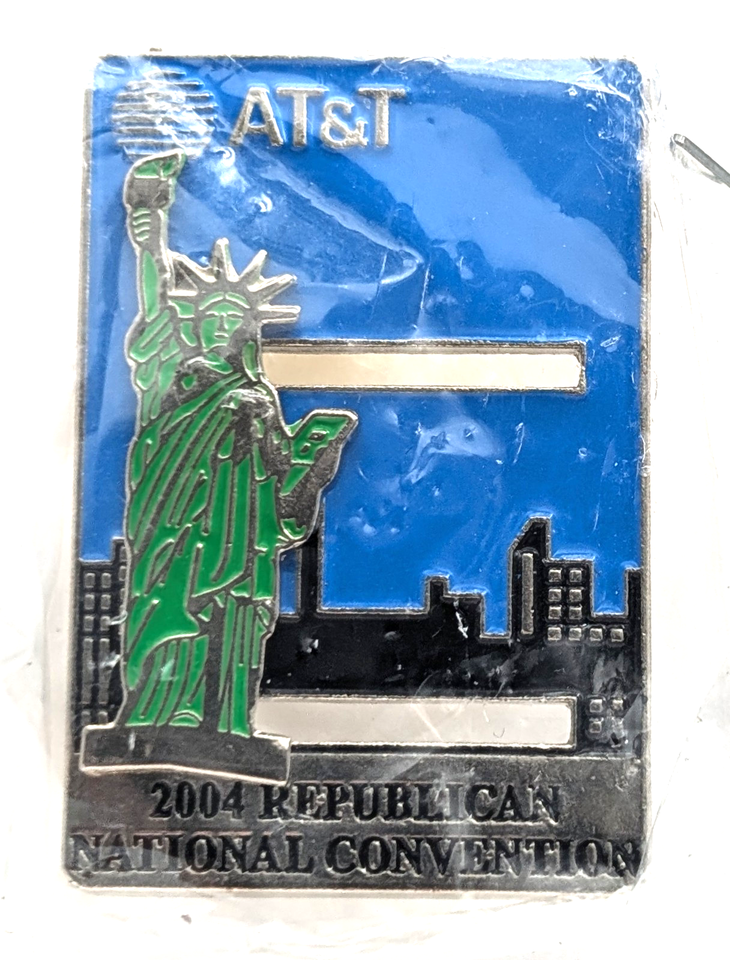 AT&T
2004 REPUBLICAN
NATIONAL CONVENTION